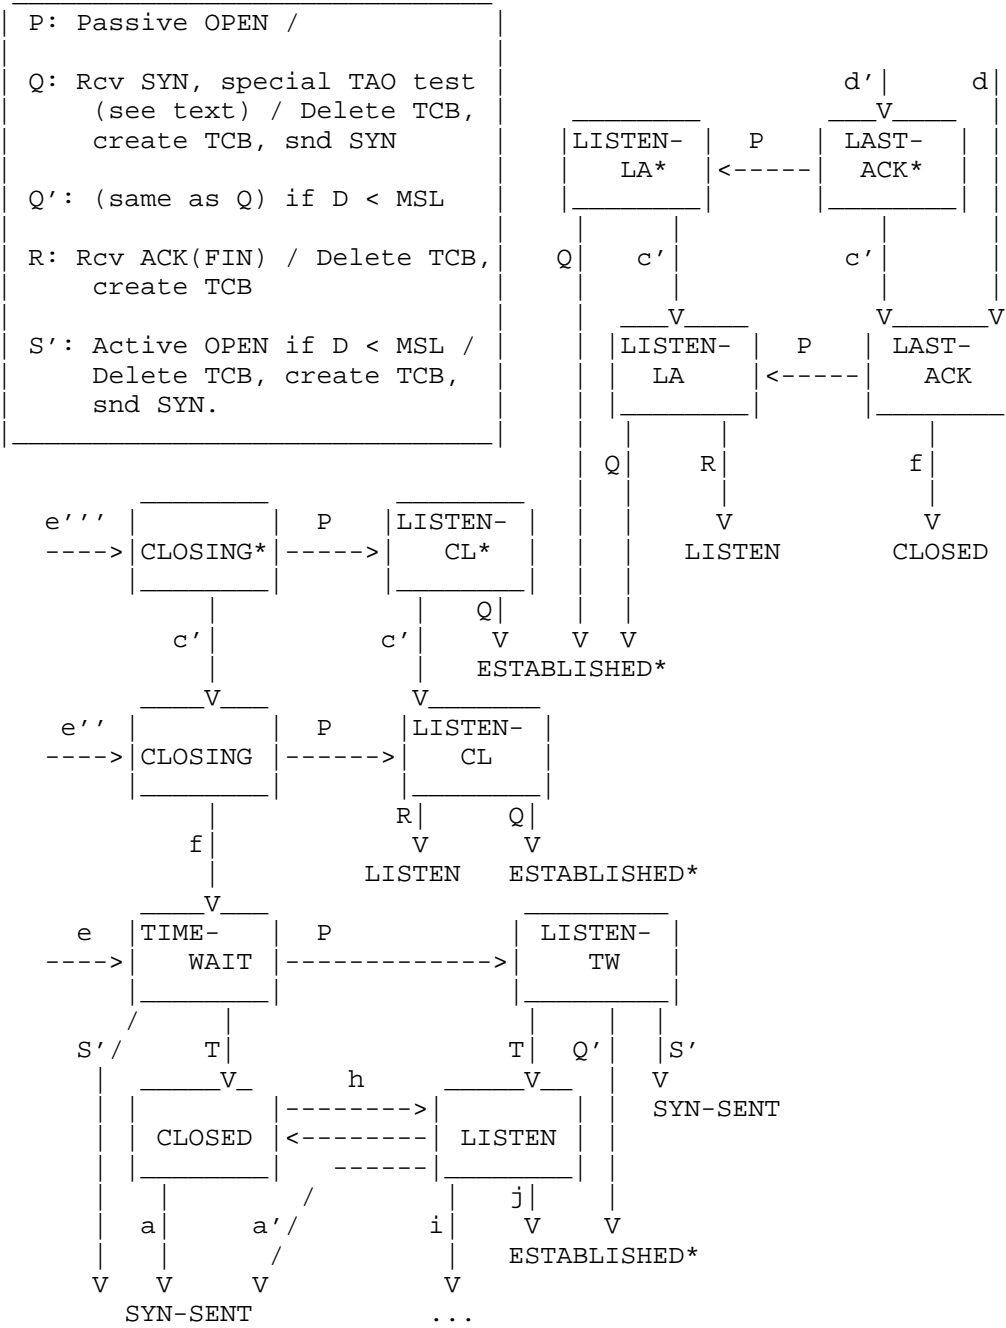 P: Passive OPEN /
Q: Rcv SYN, special TAO test
(see text) / Delete TCB,
create TCB, snd SYN
Q': (same as Q) if D < MSL
R: Rcv ACK(FIN) / Delete TCB,
create TCB
S': Active OPEN if D < MSL /
Delete TCB, create TCB,
snd SYN.
d' d
LISTEN- P LAST-
LA* ACK*
Q c' c'
LISTEN- P LAST-
LA ACK
Q R f
e''' P LISTEN- LISTEN CLOSED
CLOSING* CL*
Q
c' c'
ESTABLISHED*
e'' P LISTEN-
CLOSING CL
R Q
f
LISTEN ESTABLISHED*
e TIME- P LISTEN-
WAIT TW
S' T T Q' S'
h
SYN-SENT
CLOSED LISTEN
j
a a' i
ESTABLISHED*
SYN-SENT ...